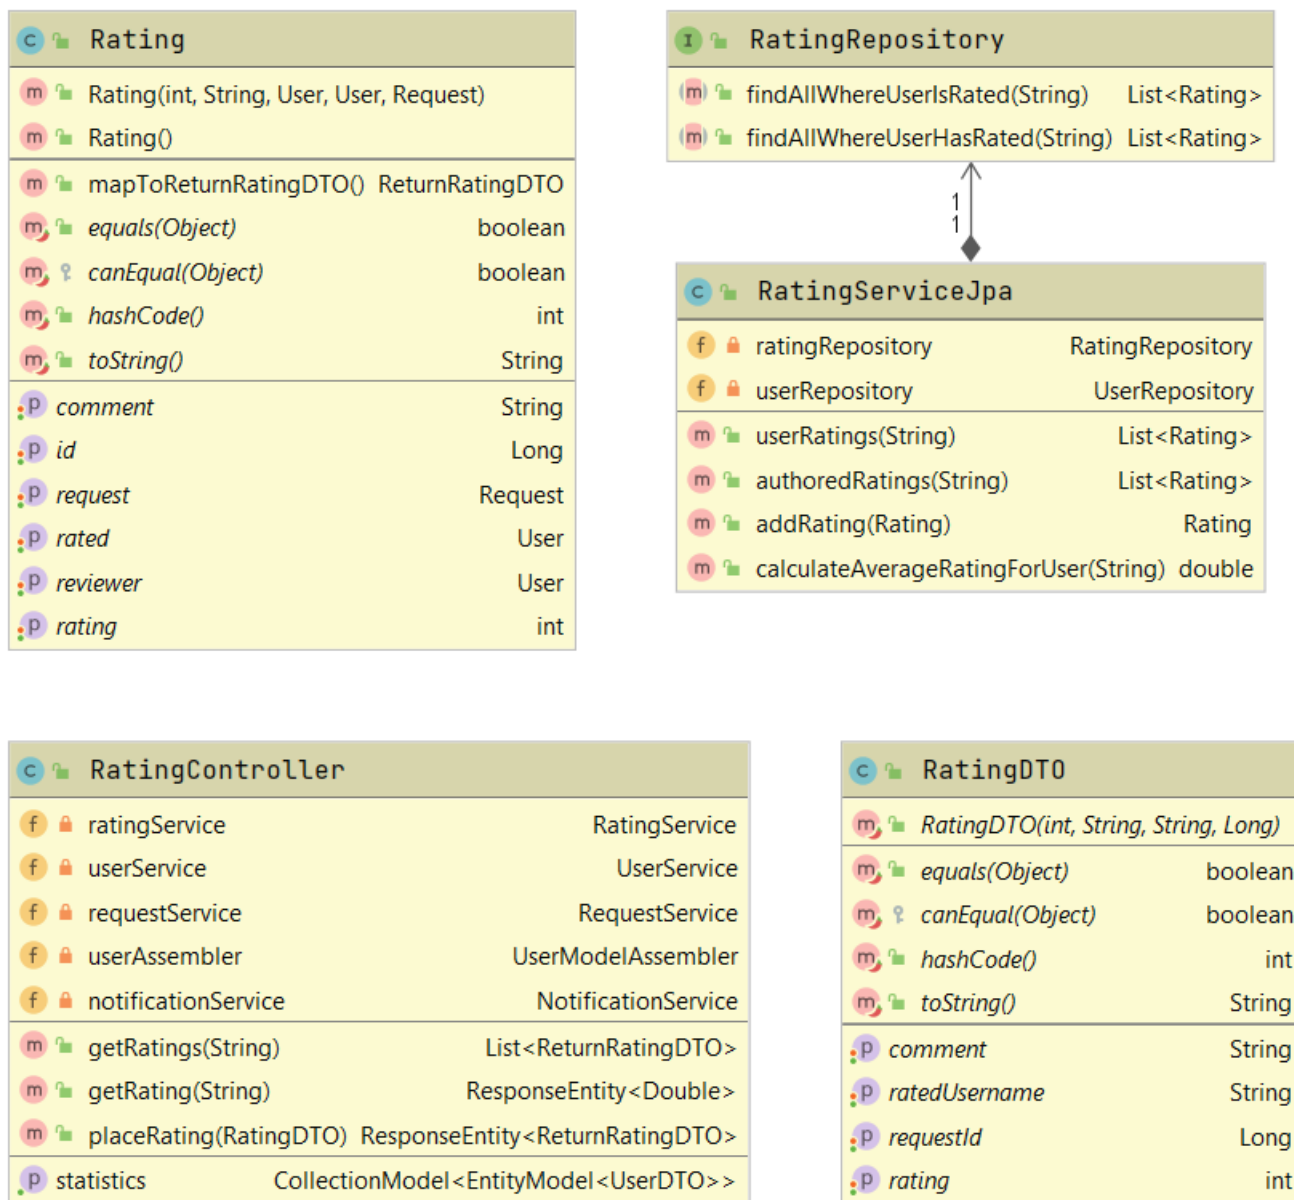 Rating
Rating(int, String, User, User, Request)
Rating()
mapToReturnRatingDTO() ReturnRatingDTO
equals(Object) boolean
canEqual(Object) boolean
hashCode() int
toString() String
comment String
id Long
request Request
rated User
reviewer User
rating int
RatingRepository
findAllWhereUserIsRated(String) List<Rating>
findAllWhereUserHasRated(String) List<Rating>
1
1
RatingServiceJpa
ratingRepository RatingRepository
userRepository UserRepository
userRatings(String) List<Rating>
authoredRatings(String) List<Rating>
addRating(Rating) Rating
calculateAverageRatingForUser(String) double
RatingController
ratingService RatingService
userService UserService
requestService RequestService
userAssembler UserModelAssembler
notificationService NotificationService
getRatings(String) List<ReturnRatingDTO>
getRating(String) ResponseEntity<Double>
placeRating(RatingDTO) ResponseEntity<ReturnRatingDTO>
statistics CollectionModel<EntityModel<UserDTO>>
RatingDTO
RatingDTO(int, String, String, Long)
equals(Object) boolean
canEqual(Object) boolean
hashCode() int
toString() String
comment String
ratedUsername String
requestId Long
rating int